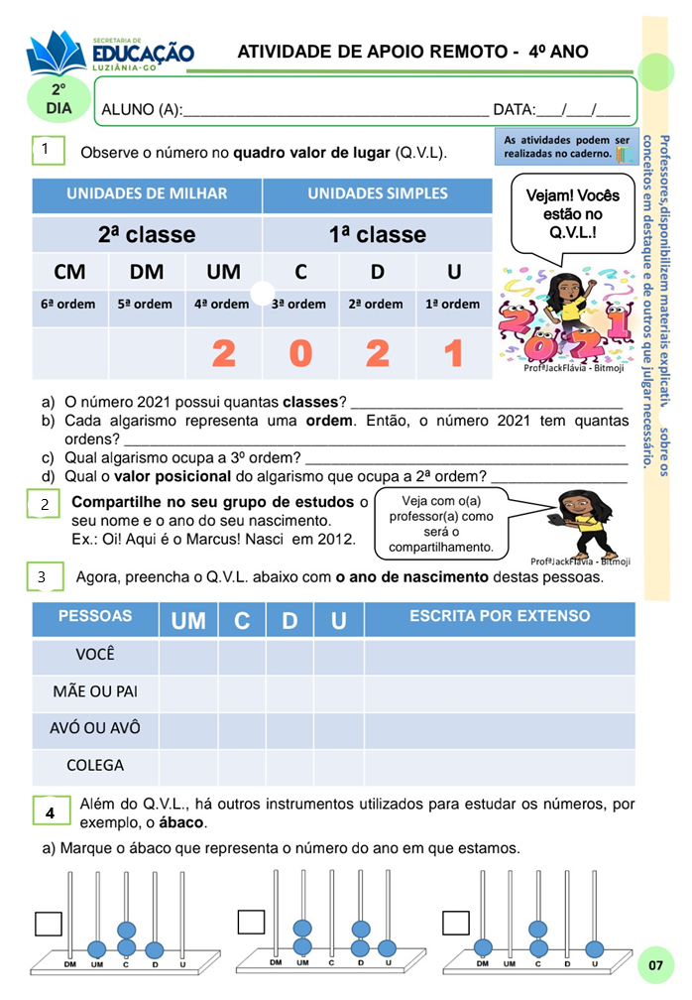 SECRETARIA DE
EDUCAÇÃO
LUZIÂNIA-GO
ATIVIDADE DE APOIO REMOTO - 4º ANO
07
2°
DIA
ALUNO (A):___________________________________ DATA:___/___/____
As atividades podem ser
realizadas no caderno.
Professores,disponibilizem materiais explicativ sobre os
conceitos em destaque e de outros que julgar necessário.
1
Observe o número no quadro valor de lugar (Q.V.L).
UNIDADES DE MILHAR UNIDADES SIMPLES
2ª classe 1ª classe
CM DM UM C D U
6ª ordem 5ª ordem 4ª ordem 3ª ordem 2ª ordem 1ª ordem
2 0 2 1
Vejam! Vocês
estão no
Q.V.L.!
2021
ProfªJackFlávia - Bitmoji
a) O número 2021 possui quantas classes? _______________________________
b) Cada algarismo representa uma ordem. Então, o número 2021 tem quantas
ordens? _________________________________________________________
c) Qual algarismo ocupa a 3º ordem? _____________________________________
d) Qual o valor posicional do algarismo que ocupa a 2ª ordem? ________________
2
Compartilhe no seu grupo de estudos o
seu nome e o ano do seu nascimento.
Ex.: Oi! Aqui é o Marcus! Nasci em 2012.
Veja com o(a)
professor(a) como
será o
compartilhamento.
ProfªJackFlávia - Bitmoji
3
Agora, preencha o Q.V.L. abaixo com o ano de nascimento destas pessoas.
PESSOAS UM C D U ESCRITA POR EXTENSO
VOCÊ
MÃE OU PAI
AVÓ OU AVÔ
COLEGA
4
Além do Q.V.L., há outros instrumentos utilizados para estudar os números, por
exemplo, o ábaco.
a) Marque o ábaco que representa o número do ano em que estamos.
DM UM C D U
DM UM C D U
DM UM C D U
07